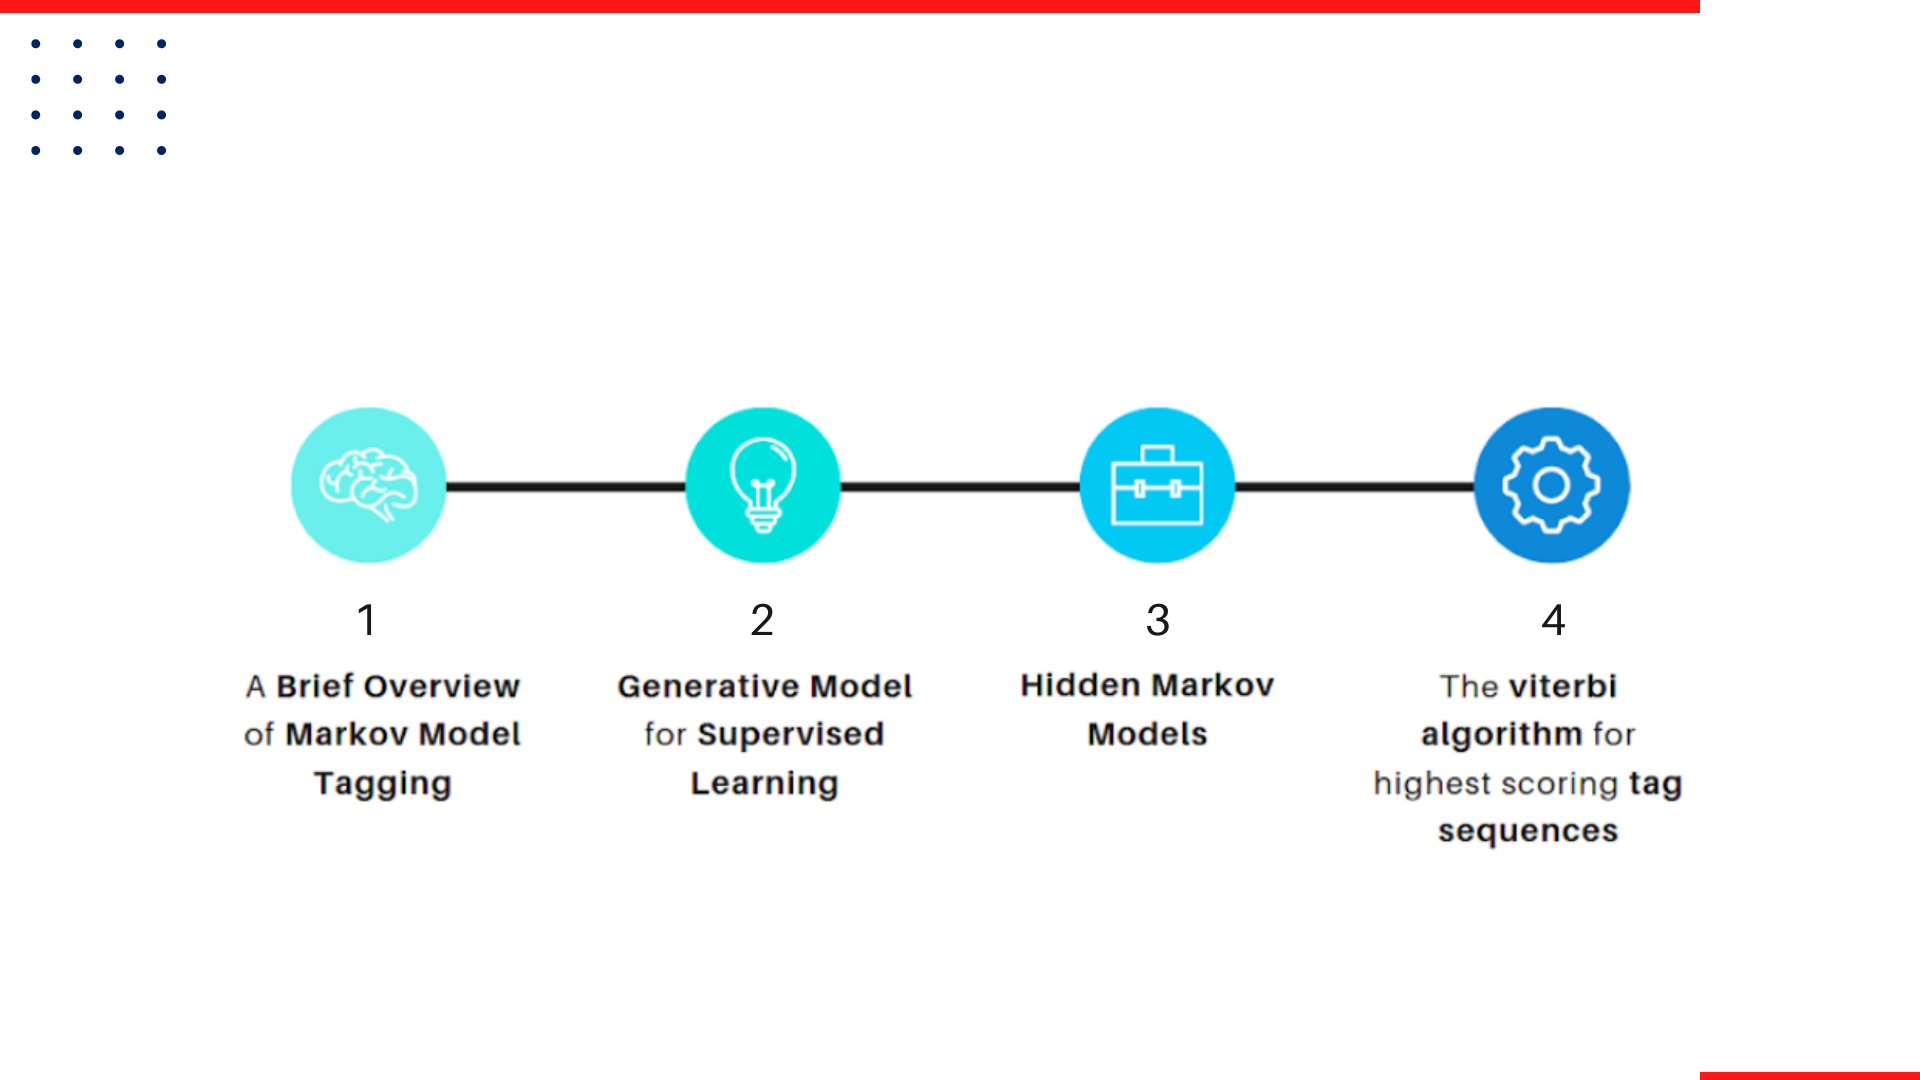 1
A Brief Overview
of Markov Model
Tagging
2
Generative Model
for Supervised
Learning
3
Hidden Markov
Models
4
The viterbi
algorithm for
highest scoring tag
sequences